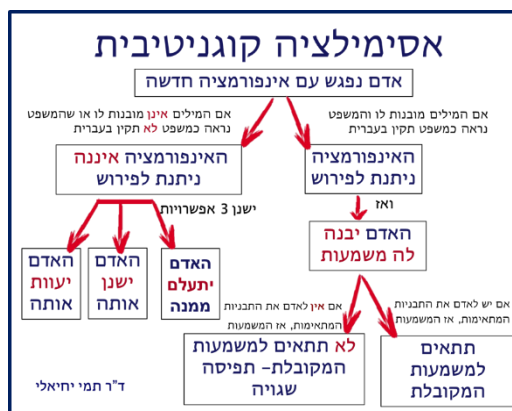 אסימילציה קוגניטיבית
אדם נפגש עם אינפורמציה חדשה
אם המילים מובנות לו והמשפט
נראה כמשפט תקין בעברית
אם המילים אינן מובנות לו או שהמשפט
נראה כמשפט לא תקין בעברית
האינפורמציה
ניתנת לפירוש
האינפורמציה איננה
ניתנת לפירוש
ואז
ישנן 3 אפשרויות
האדם יבנה
לה משמעות
האדם
יתעלם
ממנה
האדם
ישנן
אותה
האדם
יעוות
אותה
אם יש לאדם את התבניות
המתאימות, אז המשמעות
אם אין לאדם את התבניות
המתאימות, אז המשמעות
תתאים
למשמעות
המקובלת
לא תתאים למשמעות
המקובלת- תפיסה
שגויה
ד"ר תמי יחיאלי